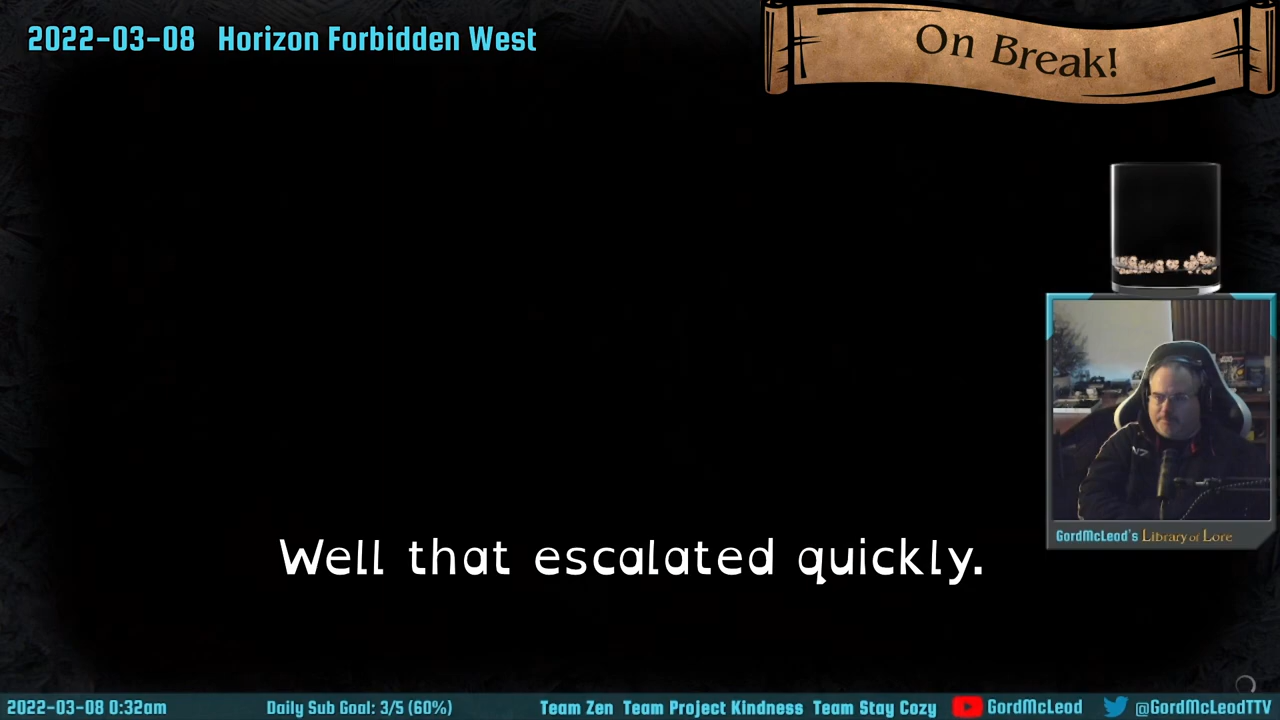 2022-03-08 Horizon Forbidden West
On Break!
GordMcLeod's Library of Lore
Well that escalated quickly.
2022-03-08 0:32am Daily Sub Goal: 3/5 (60%) Team Zen Team Project Kindness Team Stay Cozy GordMcLeod @GordMcLeodTTV